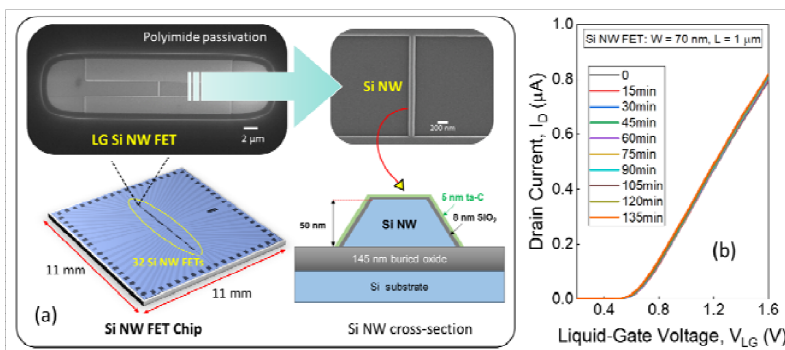 Polyimide passivation
LG Si NW FET
2 μm
Si NW
200 nm
32 Si NW FETs
11 mm
11 mm
(a)
Si NW FET Chip
5 nm ta-C
8 nm SiO2
50 nm
Si NW
145 nm buried oxide
Si substrate
Si NW cross-section
Si NW FET: W = 70 nm, L = 1 μm
0
15min
30min
45min
60min
75min
90min
105min
120min
135min
1.0
0.8
0.6
0.4
0.2
0.0
Drain Current, ID (μA)
(b)
0.4 0.8 1.2 1.6
Liquid-Gate Voltage, VLG (V)